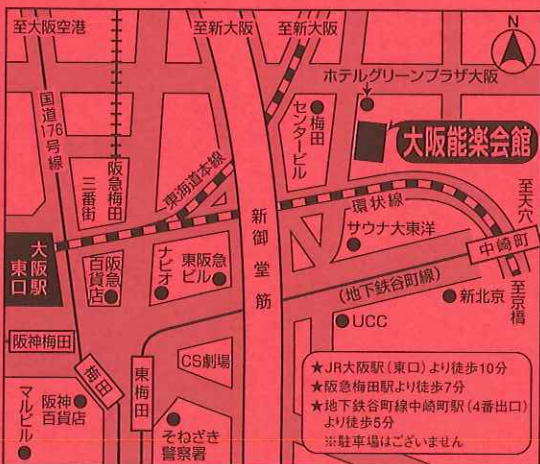 至大阪空港
至新大阪
至新大阪
N
ホテルグリーンプラザ大阪
国道176号線
阪急梅田
三番街
梅田
センタービル
大阪能楽会館
東海道本線
環状線
至天穴
新御堂筋
サウナ大東洋
中崎町
大阪駅
東口
阪急
百貨店
ナビオ
東阪急
ビル
(地下鉄谷町線)
新北京
至京橋
UCC
阪神梅田
梅田
東梅田
CS劇場
マルビル
阪神
百貨店
そねざき
警察署
★JR大阪駅(東口)より徒歩10分
★阪急梅田駅より徒歩7分
★地下鉄谷町線中崎町駅(4番出口)
より徒歩5分
※駐車場はございません